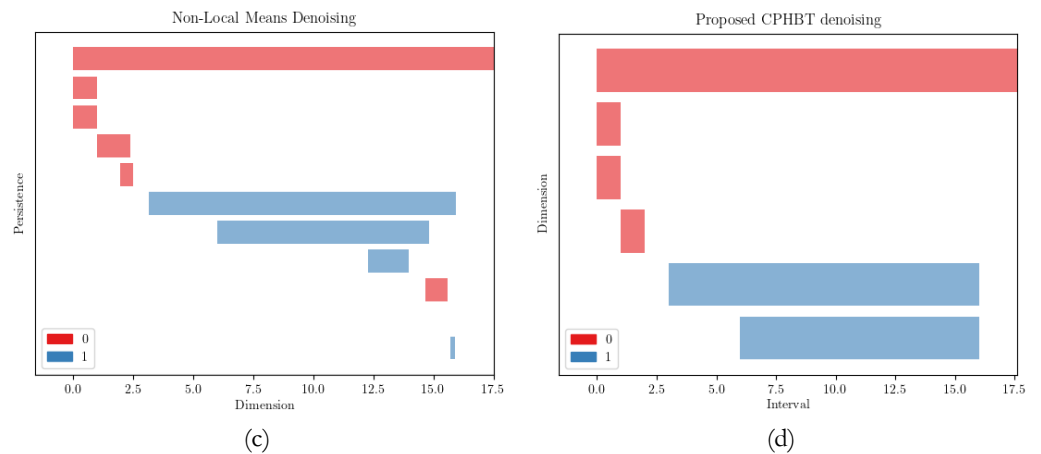 Non-Local Means Denoising
Persistence
0
1
0.0 2.5 5.0 7.5 10.0 12.5 15.0 17.5
Dimension
(c)
Proposed CPHBT denoising
Dimension
0
1
0.0 2.5 5.0 7.5 10.0 12.5 15.0 17.5
Interval
(d)